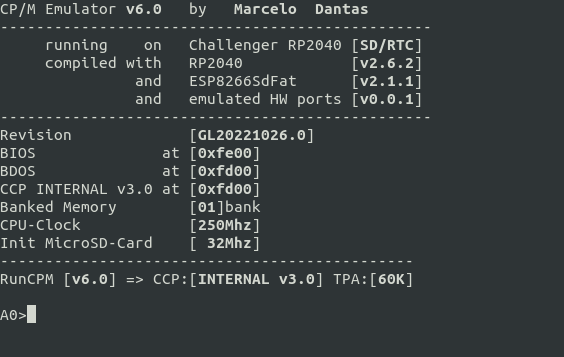 CP/M Emulator v6.0   by   Marcelo  Dantas
------------------------------------------------
     running    on   Challenger RP2040 [SD/RTC]
     compiled with   RP2040            [v2.6.2]
               and   ESP8266SdFat      [v2.1.1]
               and   emulated HW ports [v0.0.1]
------------------------------------------------
Revision             [GL20221026.0]
BIOS              at [0xfe00]
BDOS              at [0xfd00]
CCP INTERNAL v3.0 at [0xfd00]
Banked Memory        [01]bank
CPU-Clock            [250Mhz]
Init MicroSD-Card    [ 32Mhz]
----------------------------------------------
RunCPM [v6.0] => CCP:[INTERNAL v3.0] TPA:[60K]
A0>